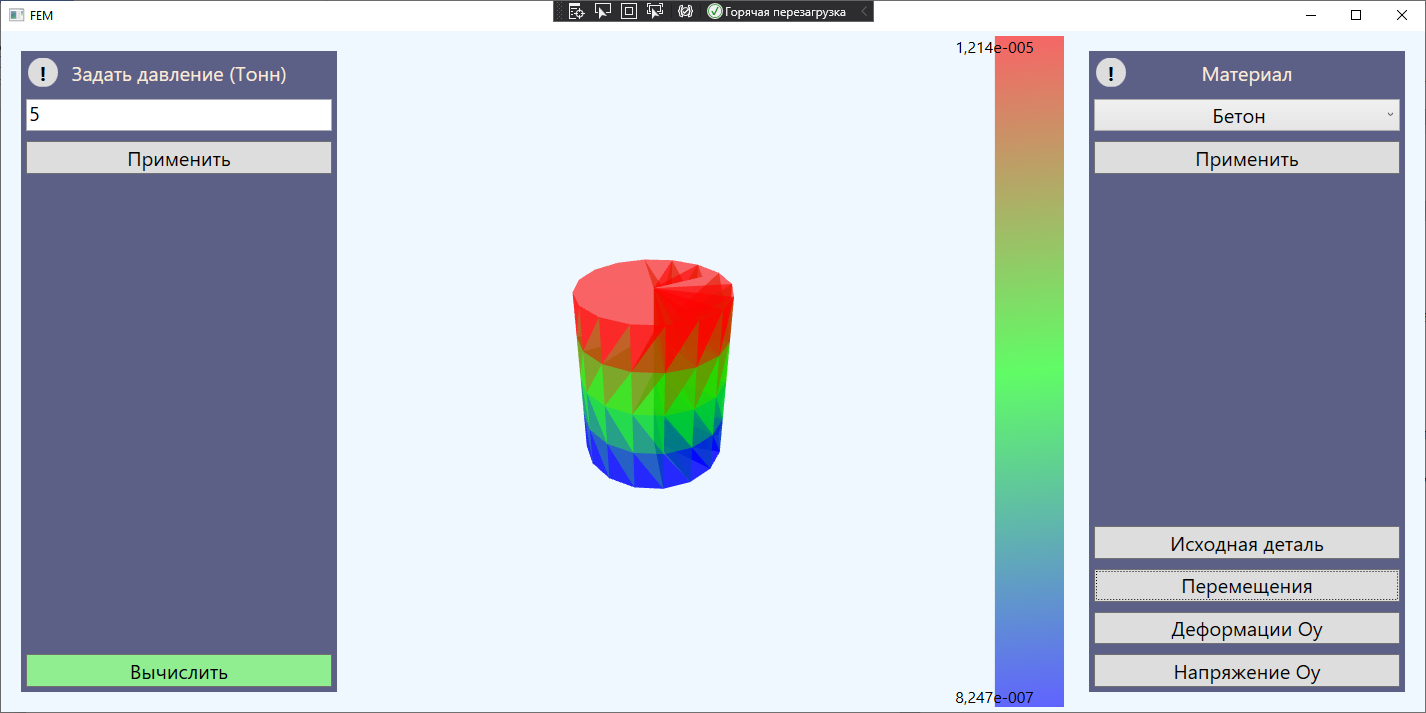 FEM
Горячая перезагрузка
! Задать давление (Тонн)
5
Применить
Вычислить
1,214e-005
8,247e-007
! Материал
Бетон
Применить
Исходная деталь
Перемещения
Деформации Oy
Напряжение Oy